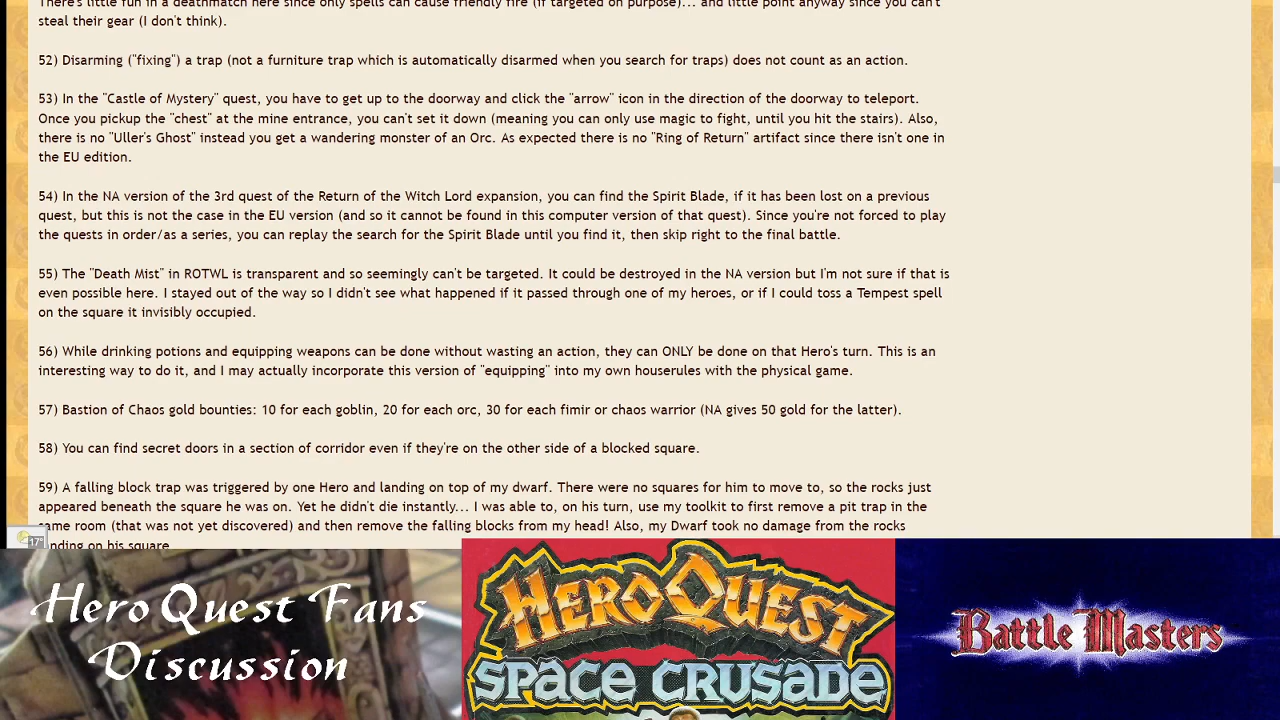 There's little fun in a deathmatch here since only spells can cause friendly fire (if targeted on purpose)... and little point anyway since you can't
steal their gear (I don't think).
52) Disarming ("fixing") a trap (not a furniture trap which is automatically disarmed when you search for traps) does not count as an action.
53) In the "Castle of Mystery" quest, you have to get up to the doorway and click the "arrow" icon in the direction of the doorway to teleport.
Once you pickup the "chest" at the mine entrance, you can't set it down (meaning you can only use magic to fight, until you hit the stairs). Also,
there is no "Uller's Ghost" instead you get a wandering monster of an Orc. As expected there is no "Ring of Return" artifact since there isn't one in
the EU edition.
54) In the NA version of the 3rd quest of the Return of the Witch Lord expansion, you can find the Spirit Blade, if it has been lost on a previous
quest, but this is not the case in the EU version (and so it cannot be found in this computer version of that quest). Since you're not forced to play
the quests in order/as a series, you can replay the search for the Spirit Blade until you find it, then skip right to the final battle.
55) The "Death Mist" in ROTWL is transparent and so seemingly can't be targeted. It could be destroyed in the NA version but I'm not sure if that is
even possible here. I stayed out of the way so I didn't see what happened if it passed through one of my heroes, or if I could toss a Tempest spell
on the square it invisibly occupied.
56) While drinking potions and equipping weapons can be done without wasting an action, they can ONLY be done on that Hero's turn. This is an
interesting way to do it, and I may actually incorporate this version of "equipping" into my own houserules with the physical game.
57) Bastion of Chaos gold bounties: 10 for each goblin, 20 for each orc, 30 for each fimir or chaos warrior (NA gives 50 gold for the latter).
58) You can find secret doors in a section of corridor even if they're on the other side of a blocked square.
59) A falling block trap was triggered by one Hero and landing on top of my dwarf. There were no squares for him to move to, so the rocks just
appeared beneath the square he was on. Yet he didn't die instantly... I was able to, on his turn, use my toolkit to first remove a pit trap in the
same room (that was not yet discovered) and then remove the falling blocks from my head! Also, my Dwarf took no damage from the rocks
landing on his square.
17°
HeroQuest Fans
Discussion
HEROQUEST
SPACE CRUSADE
Battle Masters